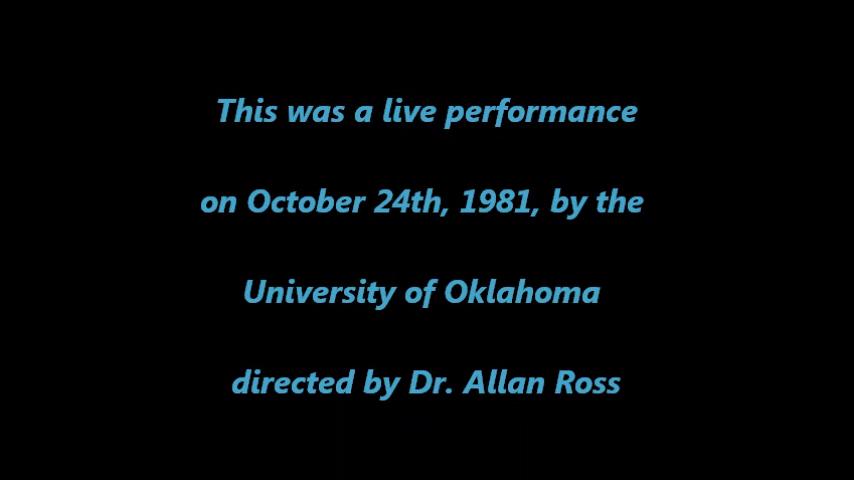 This was a live performance
on October 24th, 1981, by the
University of Oklahoma
directed by Dr. Allan Ross